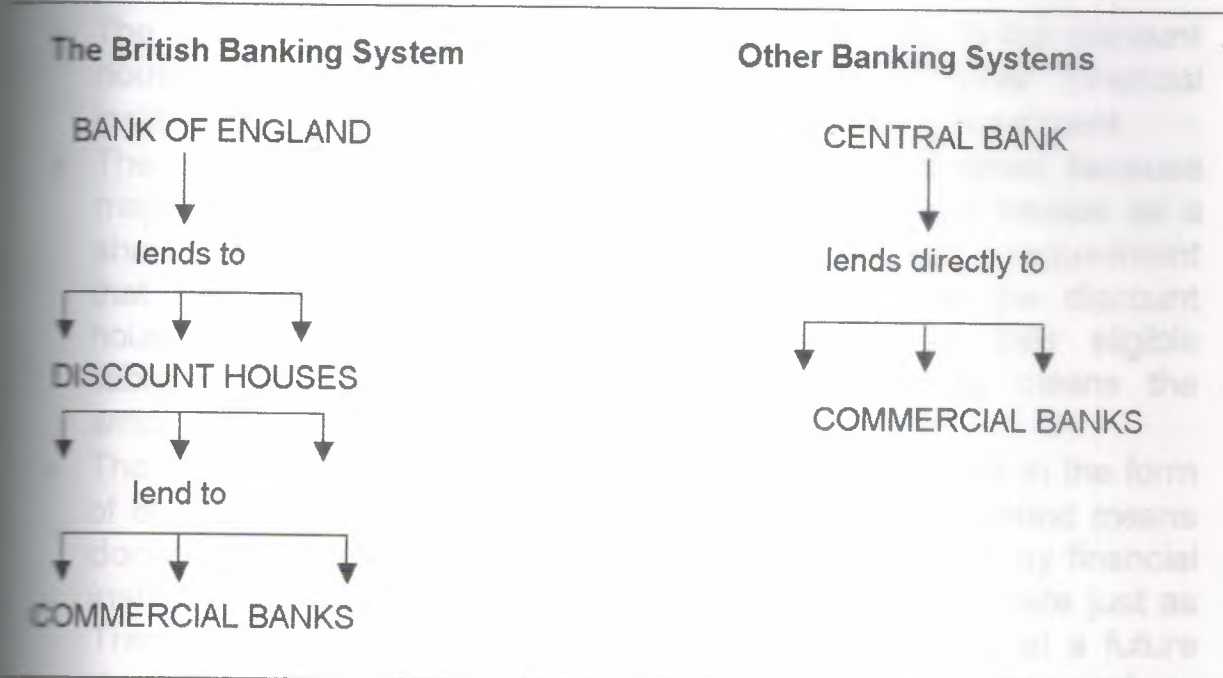 The British Banking System
BANK OF ENGLAND
lends to
DISCOUNT HOUSES
lend to
COMMERCIAL BANKS
Other Banking Systems
CENTRAL BANK
lends directly to
COMMERCIAL BANKS